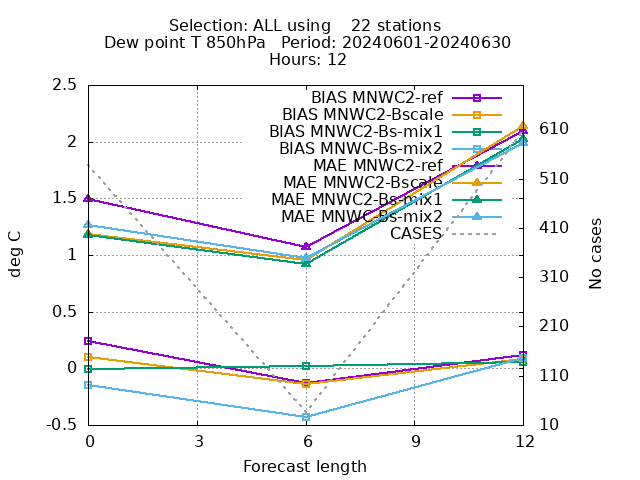 Selection: ALL using    22 stations
Dew point T 850hPa   Period: 20240601-20240630
Hours: 12
BIAS MNWC2-ref
BIAS MNWC2-Bscale
BIAS MNWC2-Bs-mix1
BIAS MNWC-Bs-mix2
MAE MNWC2-ref
MAE MNWC2-Bscale
MAE MNWC2-Bs-mix1
MAE MNWC-Bs-mix2
CASES
2.5
2
1.5
1
0.5
0
-0.5
deg C
610
510
410
310
210
110
10
No cases
0 3 6 9 12
Forecast length